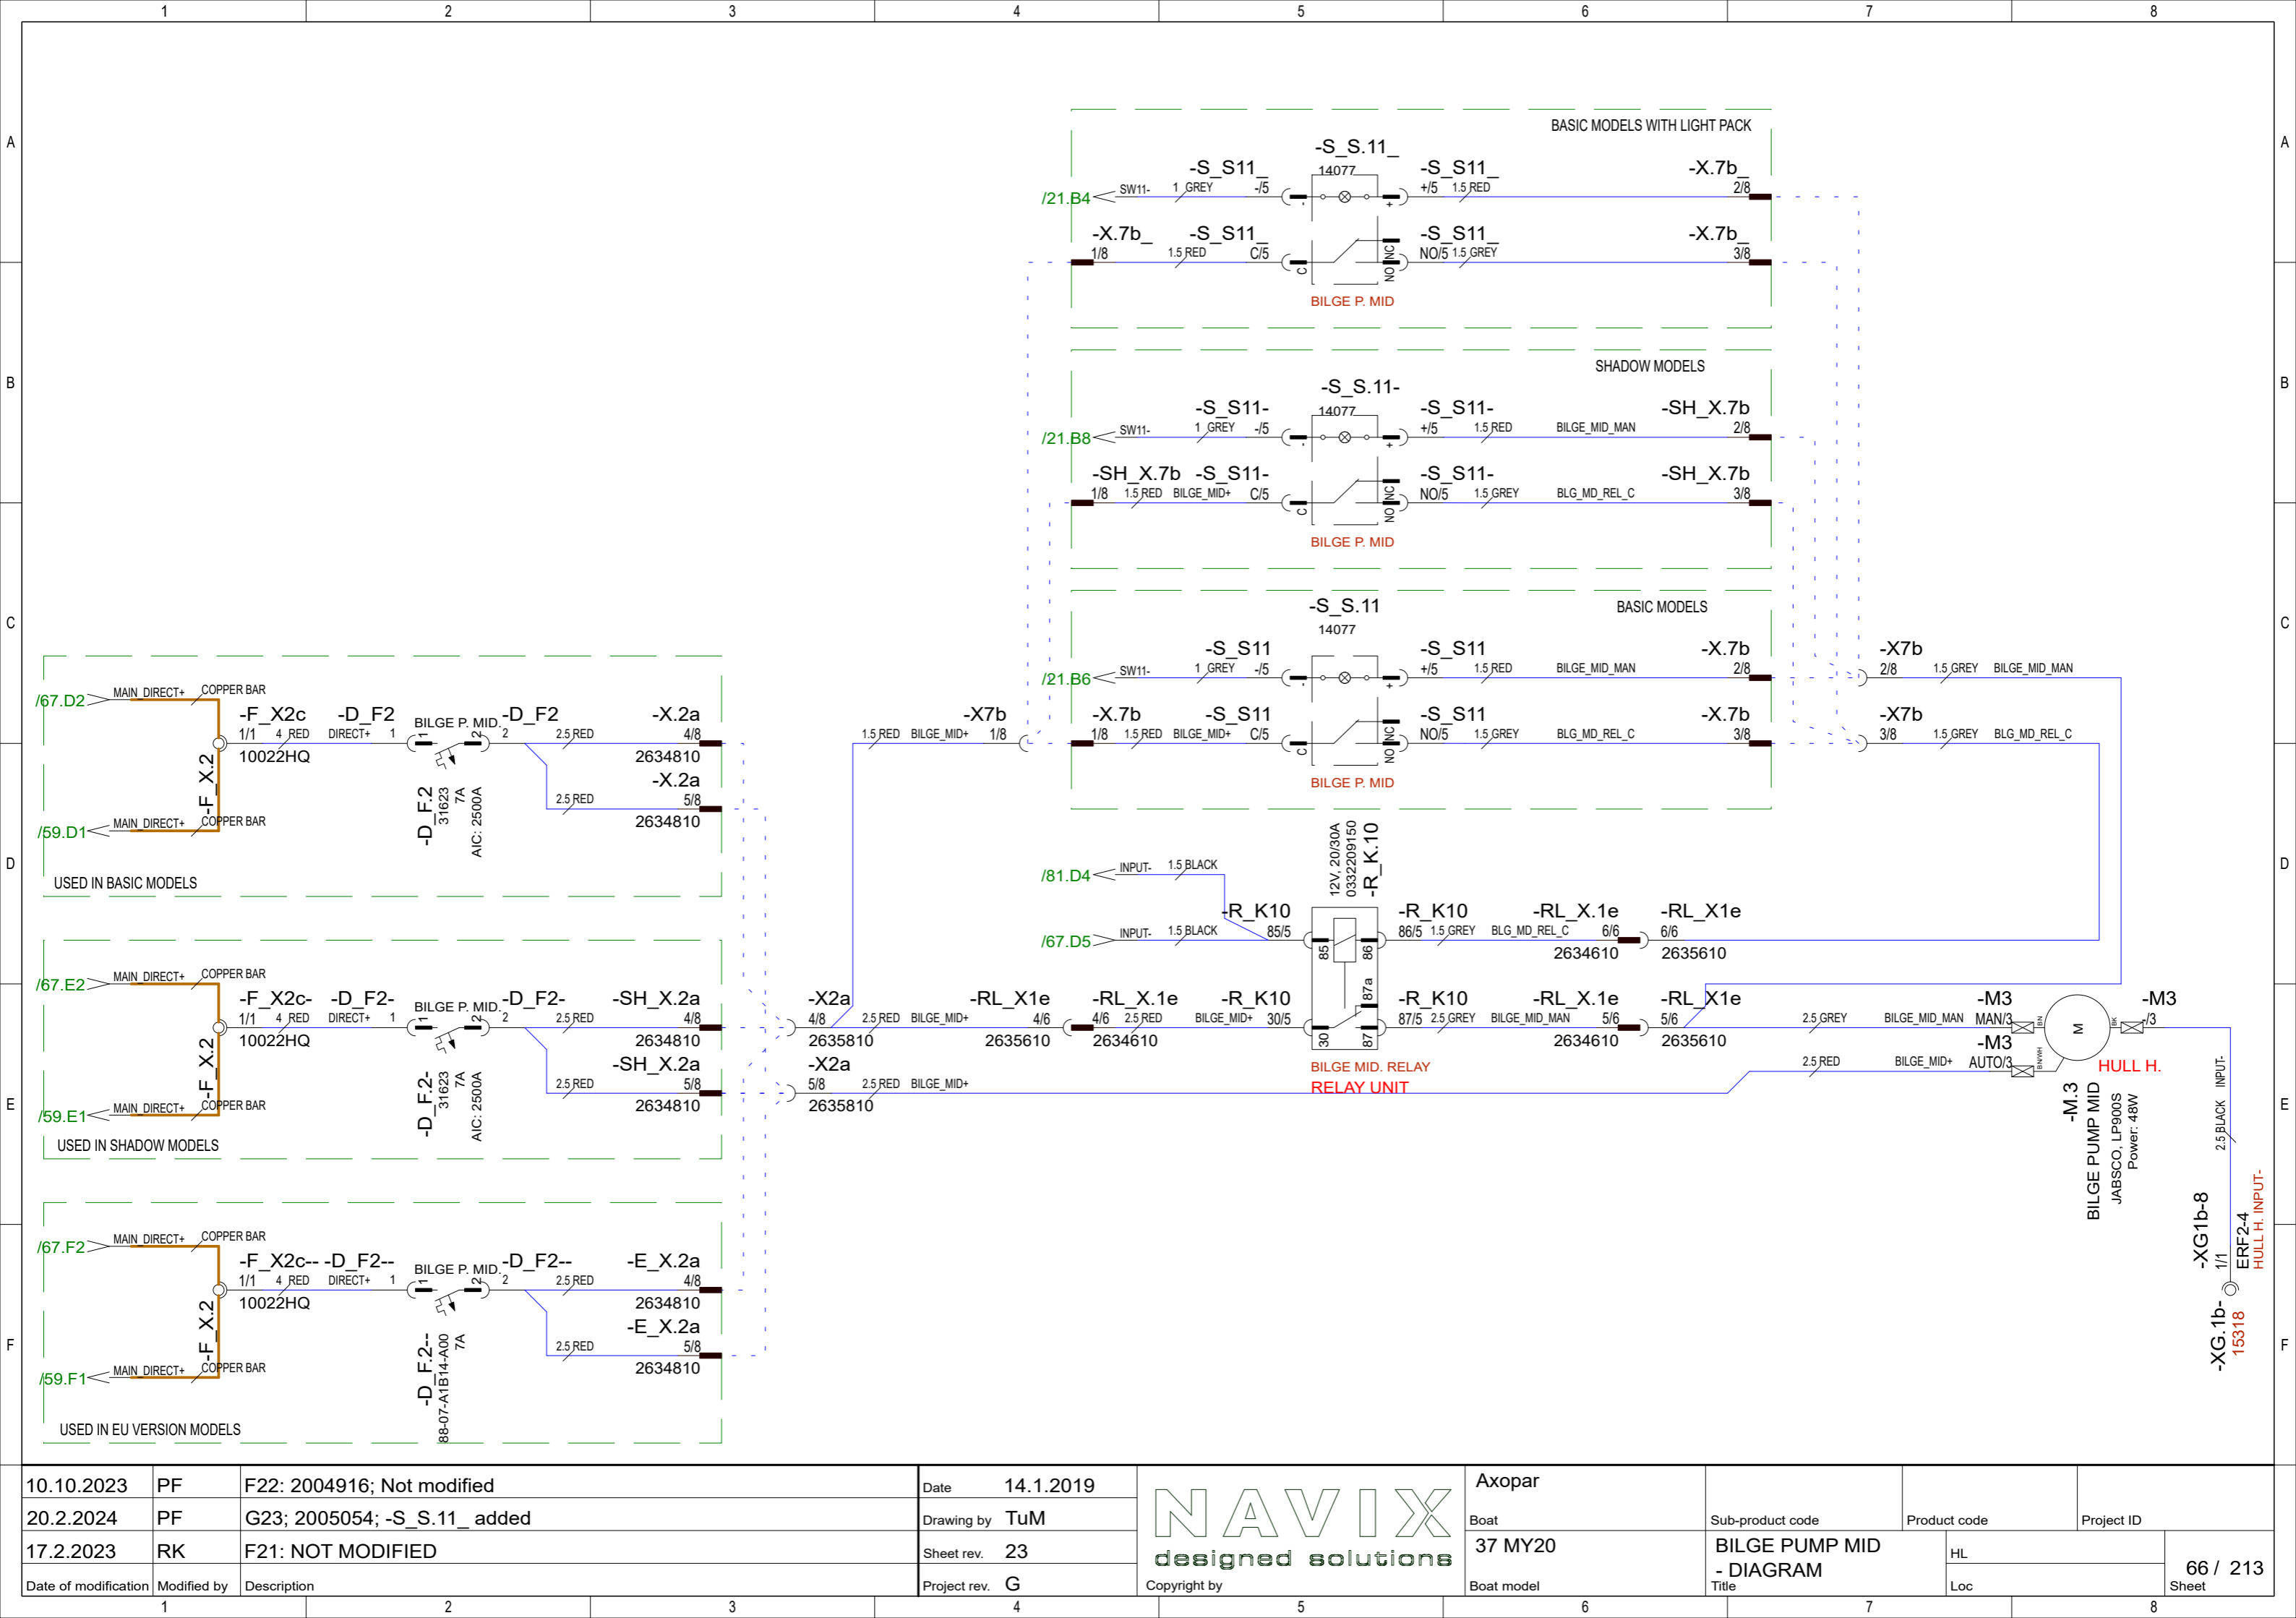 1 2 3 4 5 6 7 8
A A
B B
C C
D D
E E
F F
BASIC MODELS WITH LIGHT PACK
-S_S.11_
14077
-S_S11_
-S_S11_
-X.7b_
/21.B4
SW11-
1 GREY
-/5
-
+
+/5
1.5 RED
2/8
-X.7b_
-S_S11_
-S_S11_
-X.7b_
1/8
1.5 RED
C/5
C
NO
NC
NO/5
1.5 GREY
3/8
BILGE P. MID
SHADOW MODELS
-S_S.11-
14077
-S_S11-
-S_S11-
-SH_X.7b
/21.B8
SW11-
1 GREY
-/5
-
+
+/5
1.5 RED
BILGE_MID_MAN
2/8
-SH_X.7b
-S_S11-
-S_S11-
-SH_X.7b
1/8
1.5 RED
BILGE_MID+
C/5
C
NO
NC
NO/5
1.5 GREY
BLG_MD_REL_C
3/8
BILGE P. MID
BASIC MODELS
-S_S.11
14077
-S_S11
-S_S11
-X.7b
-X7b
/21.B6
SW11-
1 GREY
-/5
-
+
+/5
1.5 RED
BILGE_MID_MAN
2/8
2/8
1.5 GREY
BILGE_MID_MAN
-X7b
-X.7b
-S_S11
-S_S11
-X.7b
-X7b
1.5 RED
BILGE_MID+
1/8
1/8
1.5 RED
BILGE_MID+
C/5
C
NO
NC
NO/5
1.5 GREY
BLG_MD_REL_C
3/8
3/8
1.5 GREY
BLG_MD_REL_C
BILGE P. MID
/67.D2
MAIN_DIRECT+
COPPER BAR
-F_X2c
-D_F2
BILGE P. MID.
-D_F2
-X.2a
1/1
4 RED
DIRECT+
1
1
2
2
2.5 RED
4/8
10022HQ
2634810
-F_X.2
-X.2a
2.5 RED
5/8
2634810
-D_F.2
31623
7A
AIC: 2500A
/59.D1
MAIN_DIRECT+
COPPER BAR
USED IN BASIC MODELS
/67.E2
MAIN_DIRECT+
COPPER BAR
-F_X2c-
-D_F2-
BILGE P. MID.
-D_F2-
-SH_X.2a
1/1
4 RED
DIRECT+
1
1
2
2
2.5 RED
4/8
10022HQ
2634810
-F_X.2
-SH_X.2a
2.5 RED
5/8
2634810
-D_F.2-
31623
7A
AIC: 2500A
/59.E1
MAIN_DIRECT+
COPPER BAR
USED IN SHADOW MODELS
/67.F2
MAIN_DIRECT+
COPPER BAR
-F_X2c--
-D_F2--
BILGE P. MID.
-D_F2--
-E_X.2a
1/1
4 RED
DIRECT+
1
1
2
2
2.5 RED
4/8
10022HQ
2634810
-F_X.2
-E_X.2a
2.5 RED
5/8
2634810
-D_F.2--
88-07-A1B14-A00
7A
/59.F1
MAIN_DIRECT+
COPPER BAR
USED IN EU VERSION MODELS
12V, 20/30A
0332209150
-R_K.10
/81.D4
INPUT-
1.5 BLACK
-R_K10
-R_K10
-RL_X.1e
-RL_X1e
/67.D5
INPUT-
1.5 BLACK
85/5
85
86
86/5
1.5 GREY
BLG_MD_REL_C
6/6
6/6
2634610
2635610
-X2a
-RL_X1e
-RL_X.1e
-R_K10
87a
-R_K10
-RL_X.1e
-RL_X1e
4/8
2.5 RED
BILGE_MID+
4/6
4/6
2.5 RED
BILGE_MID+
30/5
30
87
87/5
2.5 GREY
BILGE_MID_MAN
5/6
5/6
2635810
2635610
2634610
2634610
2635610
BILGE MID. RELAY
RELAY UNIT
-X2a
5/8
2.5 RED
BILGE_MID+
2635810
-M3
-M3
2.5 GREY
BILGE_MID_MAN
MAN/3
BN
M
BK
-/3
-M3
2.5 RED
BILGE_MID+
AUTO/3
BN/WH
HULL H.
-M.3
BILGE PUMP MID
JABSCO, LP900S
Power: 48W
2.5 BLACK
INPUT-
-XG1b-8
1/1
ERF2-4
HULL H. INPUT-
-XG.1b-
15318
10.10.2023 PF F22: 2004916; Not modified
20.2.2024 PF G23; 2005054; -S_S.11_ added
17.2.2023 RK F21: NOT MODIFIED
Date of modification Modified by Description
Date 14.1.2019
Drawing by TuM
Sheet rev. 23
Project rev. G
NAVIX
designed solutions
Copyright by
Axopar
Boat
37 MY20
Boat model
Sub-product code
Product code
Project ID
BILGE PUMP MID
- DIAGRAM
Title
HL
Loc
66 / 213
Sheet
1 2 3 4 5 6 7 8